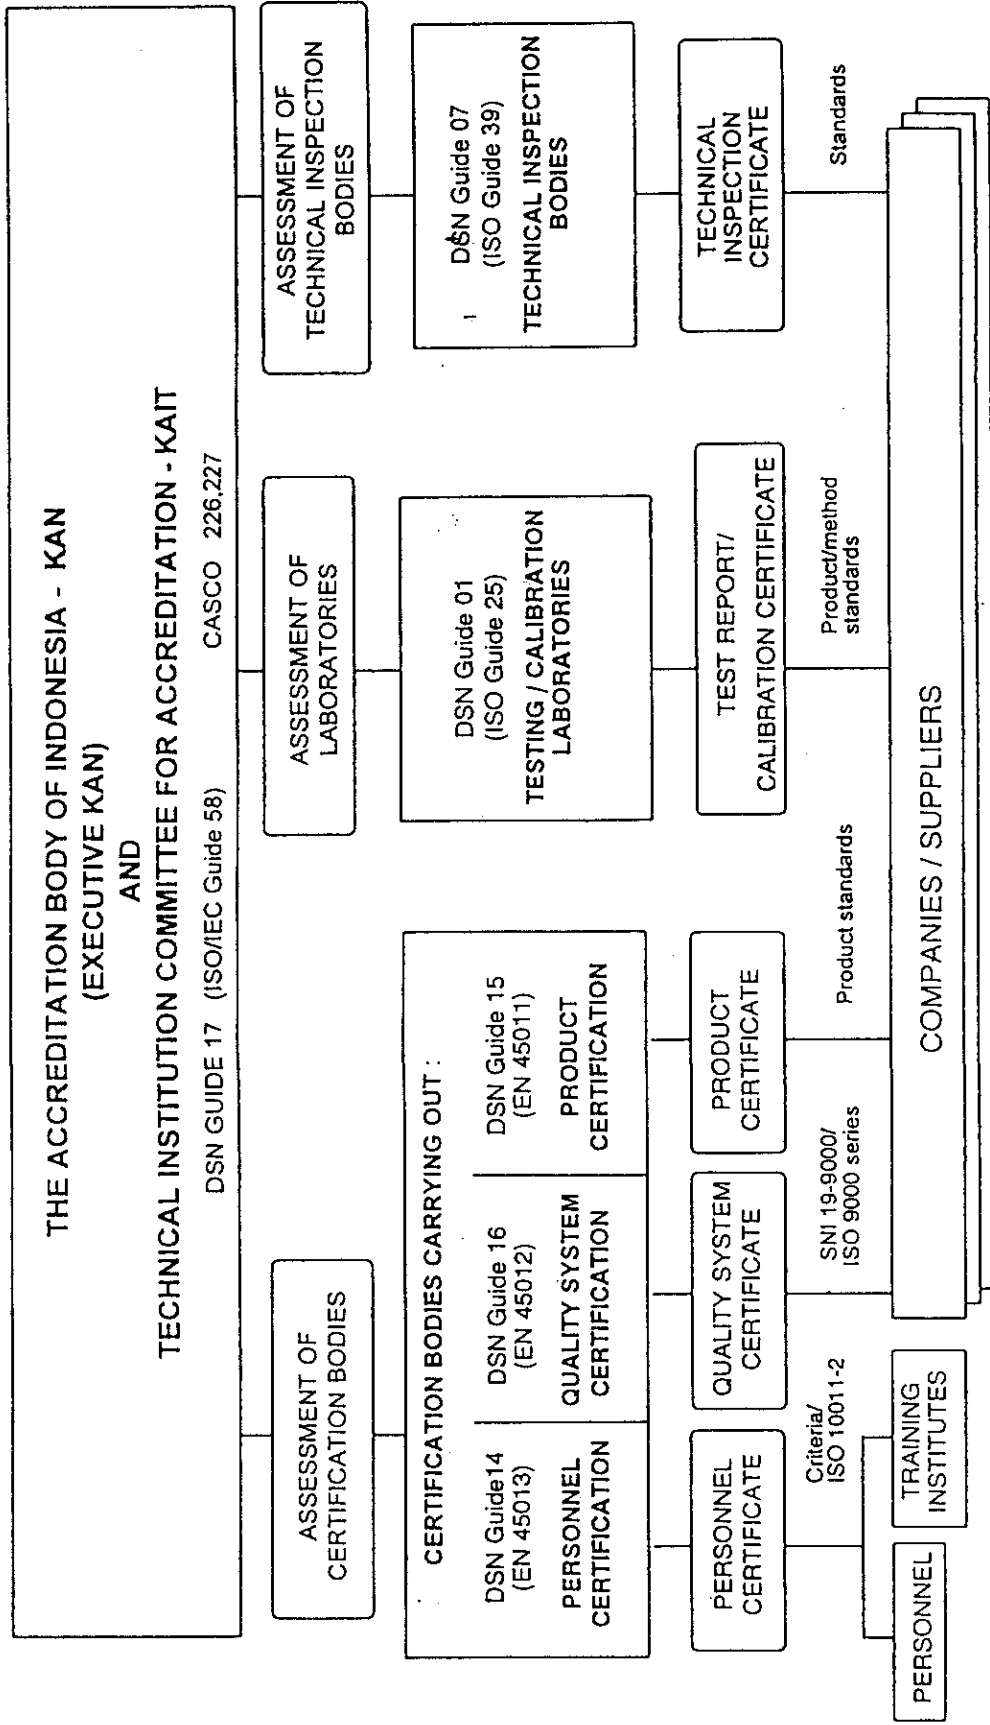 THE ACCREDITATION BODY OF INDONESIA - KAN
(EXECUTIVE KAN)
AND
TECHNICAL INSTITUTION COMMITTEE FOR ACCREDITATION - KAIT
DSN GUIDE 17 (ISO/IEC Guide 58) CASCO 226,227
ASSESSMENT OF
CERTIFICATION BODIES
ASSESSMENT OF
LABORATORIES
ASSESSMENT OF
TECHNICAL INSPECTION
BODIES
CERTIFICATION BODIES CARRYING OUT :
DSN Guide14
(EN 45013)
PERSONNEL
CERTIFICATION
DSN Guide 16
(EN 45012)
QUALITY SYSTEM
CERTIFICATION
DSN Guide 15
(EN 45011)
PRODUCT
CERTIFICATION
DSN Guide 01
(ISO Guide 25)
TESTING / CALIBRATION
LABORATORIES
DSN Guide 07
(ISO Guide 39)
TECHNICAL INSPECTION
BODIES
PERSONNEL
CERTIFICATE
QUALITY SYSTEM
CERTIFICATE
PRODUCT
CERTIFICATE
TEST REPORT/
CALIBRATION CERTIFICATE
TECHNICAL
INSPECTION
CERTIFICATE
Criteria/
ISO 10011-2
SNI 19-9000/
ISO 9000 series
Product standards
Product/method
standards
Standards
PERSONNEL
TRAINING
INSTITUTES
COMPANIES / SUPPLIERS